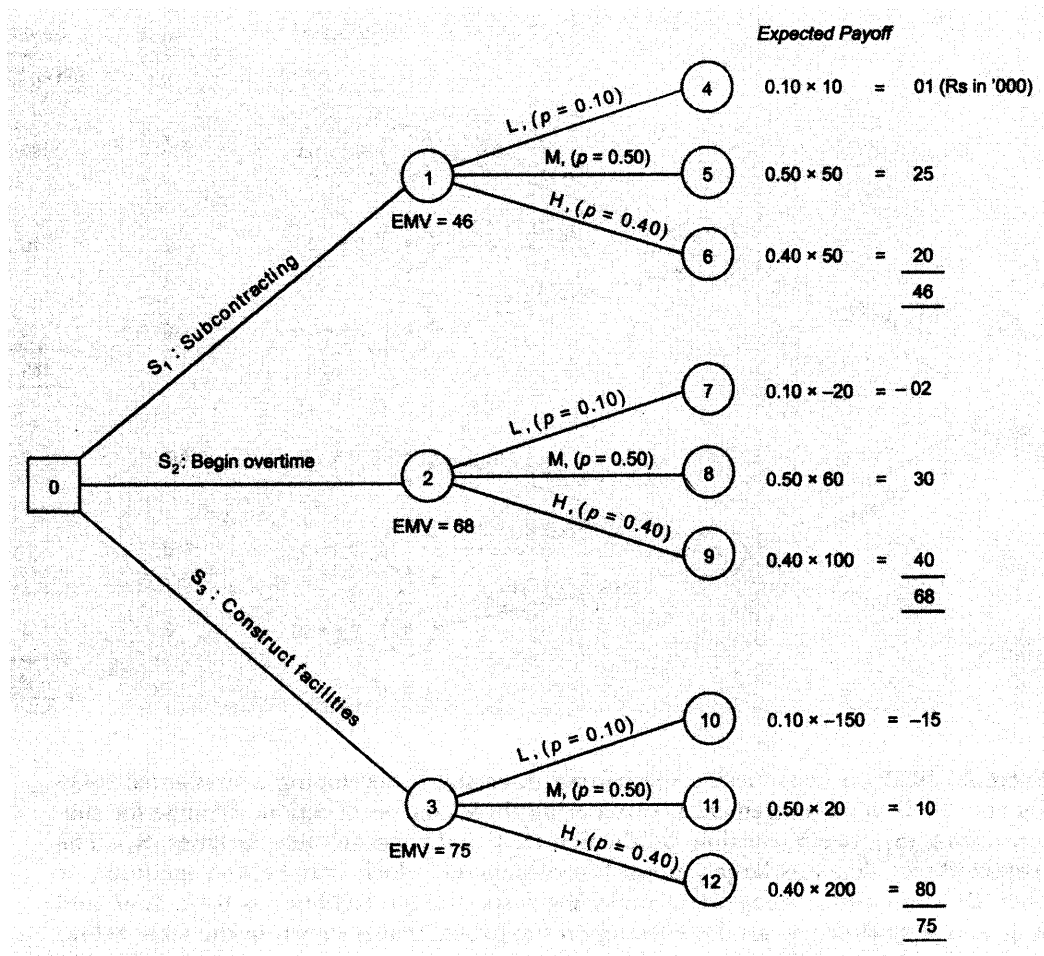 Expected Payoff
L, (p = 0.10)
4
0.10 × 10 = 01 (Rs in '000)
M, (p = 0.50)
1
5
0.50 × 50 = 25
EMV = 46
H, (p = 0.40)
6
0.40 × 50 = 20
46
S1 : Subcontracting
L, (p = 0.10)
7
0.10 × –20 = – 02
S2: Begin overtime
M, (p = 0.50)
0
2
8
0.50 × 60 = 30
EMV = 68
H, (p = 0.40)
9
0.40 × 100 = 40
68
S3 : Construct facilities
L, (p = 0.10)
10
0.10 × –150 = –15
M, (p = 0.50)
3
11
0.50 × 20 = 10
EMV = 75
H, (p = 0.40)
12
0.40 × 200 = 80
75